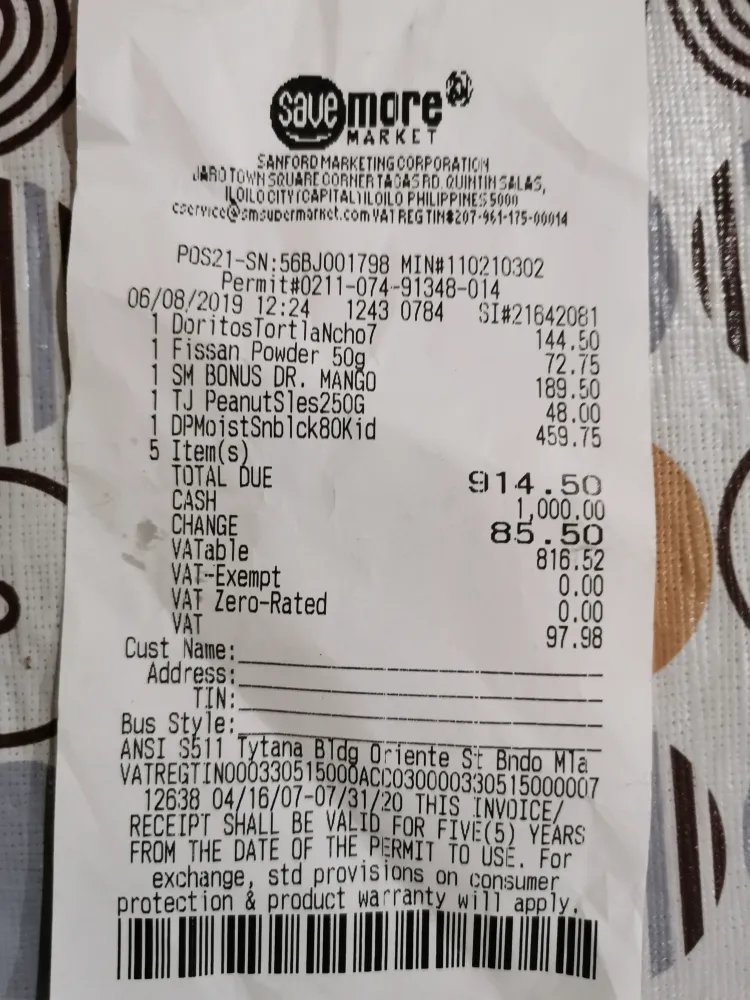 save more
MARKET
SANFORD MARKETING CORPORATION
JARO TOWN SQUARE CORNER TAGAS RD. QUINTIN SALAS,
ILOILO CITY(CAPITAL)ILOILO PHILIPPINES 5000
cservice@smsupermarket.com VAT REG TIN#207-961-175-00014
POS21-SN:56BJ001798 MIN#110210302
Permit#0211-074-91348-014
06/08/2019 12:24 1243 0784 SI#21642081
1 DoritosTortlaNcho7 144.50
1 Fissan Powder 50g 72.75
1 SM BONUS DR. MANGO 189.50
1 TJ PeanutSles250G 48.00
1 DPMoistSnblck80Kid 459.75
5 Item(s)
TOTAL DUE 914.50
CASH 1,000.00
CHANGE 85.50
VATable 816.52
VAT-Exempt 0.00
VAT Zero-Rated 0.00
VAT 97.98
Cust Name:
Address:
TIN:
Bus Style:
ANSI S511 Tytana Bldg Oriente St Bndo Mla
VATREGTIN000330515000ACC030000330515000007
12638 04/16/07-07/31/20 THIS INVOICE/
RECEIPT SHALL BE VALID FOR FIVE(5) YEARS
FROM THE DATE OF THE PERMIT TO USE. For
exchange, std provisions on consumer
protection & product warranty will apply.